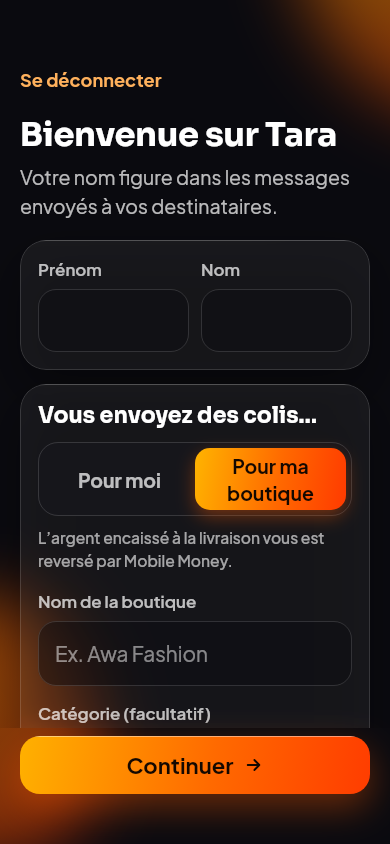 Se déconnecter
Bienvenue sur Tara
Votre nom figure dans les messages
envoyés à vos destinataires.
Prénom
Nom
Vous envoyez des colis...
Pour moi
Pour ma
boutique
L’argent encaissé à la livraison vous est
reversé par Mobile Money.
Nom de la boutique
Ex. Awa Fashion
Catégorie (facultatif)
Continuer →